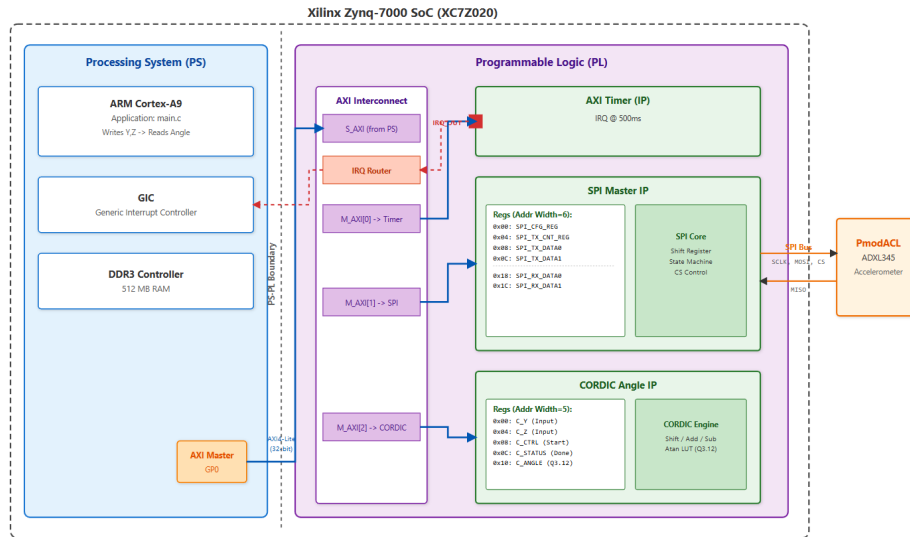 Xilinx Zynq-7000 SoC (XC7Z020)
Processing System (PS)
ARM Cortex-A9
Application: main.c
Writes Y,Z -> Reads Angle
GIC
Generic Interrupt Controller
DDR3 Controller
512 MB RAM
AXI Master
GP0
AXI4-Lite
(32-bit)
PS-PL Boundary
Programmable Logic (PL)
AXI Interconnect
S_AXI (from PS)
IRQ Router
M_AXI[0] -> Timer
M_AXI[1] -> SPI
M_AXI[2] -> CORDIC
IRQ_OUT
AXI Timer (IP)
IRQ @ 500ms
SPI Master IP
Regs (Addr Width=6):
0x00: SPI_CFG_REG
0x04: SPI_TX_CNT_REG
0x08: SPI_TX_DATA0
0x0C: SPI_TX_DATA1
0x18: SPI_RX_DATA0
0x1C: SPI_RX_DATA1
SPI Core
Shift Register
State Machine
CS Control
CORDIC Angle IP
Regs (Addr Width=5):
0x00: C_Y (Input)
0x04: C_Z (Input)
0x08: C_CTRL (Start)
0x0C: C_STATUS (Done)
0x10: C_ANGLE (Q3.12)
CORDIC Engine
Shift / Add / Sub
Atan LUT (Q3.12)
SPI Bus
SCLK, MOSI, CS
MISO
PmodACL
ADXL345
Accelerometer